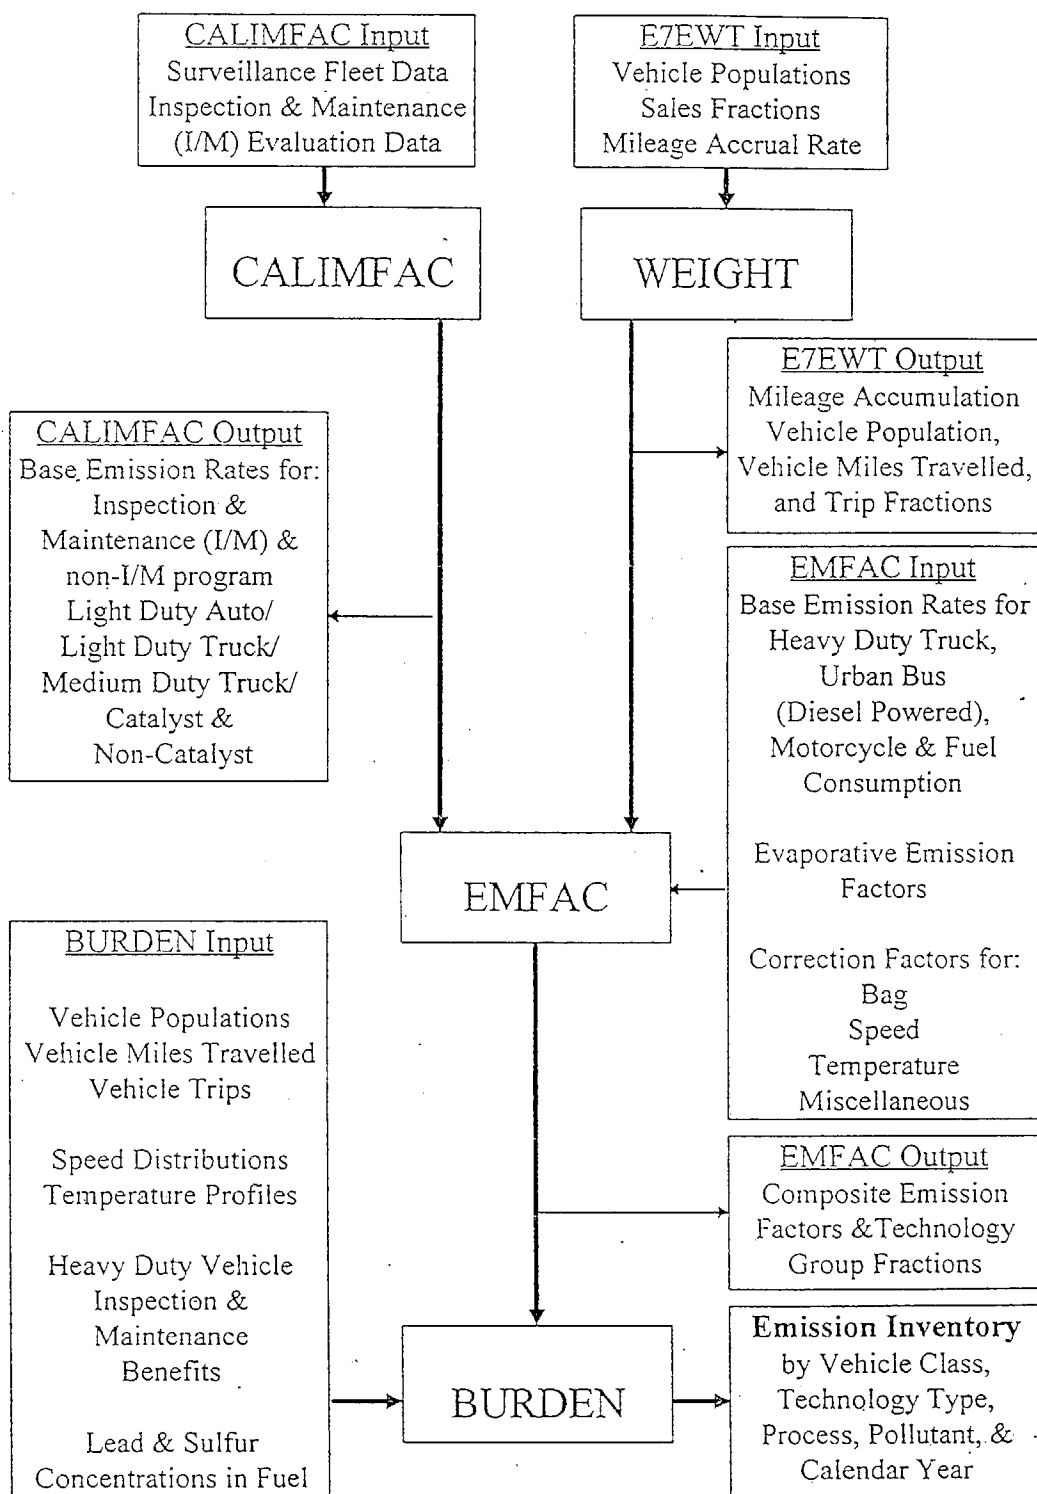 CALIMFAC Input
Surveillance Fleet Data
Inspection & Maintenance
(I/M) Evaluation Data
E7EWT Input
Vehicle Populations
Sales Fractions
Mileage Accrual Rate
CALIMFAC
WEIGHT
E7EWT Output
Mileage Accumulation
Vehicle Population,
Vehicle Miles Travelled,
and Trip Fractions
CALIMFAC Output
Base Emission Rates for:
Inspection &
Maintenance (I/M) &
non-I/M program
Light Duty Auto/
Light Duty Truck/
Medium Duty Truck/
Catalyst &
Non-Catalyst
EMFAC Input
Base Emission Rates for
Heavy Duty Truck,
Urban Bus
(Diesel Powered),
Motorcycle & Fuel
Consumption
Evaporative Emission
Factors
Correction Factors for:
Bag
Speed
Temperature
Miscellaneous
EMFAC
BURDEN Input
Vehicle Populations
Vehicle Miles Travelled
Vehicle Trips
Speed Distributions
Temperature Profiles
Heavy Duty Vehicle
Inspection &
Maintenance
Benefits
Lead & Sulfur
Concentrations in Fuel
EMFAC Output
Composite Emission
Factors &Technology
Group Fractions
BURDEN
Emission Inventory
by Vehicle Class,
Technology Type,
Process, Pollutant, &
Calendar Year